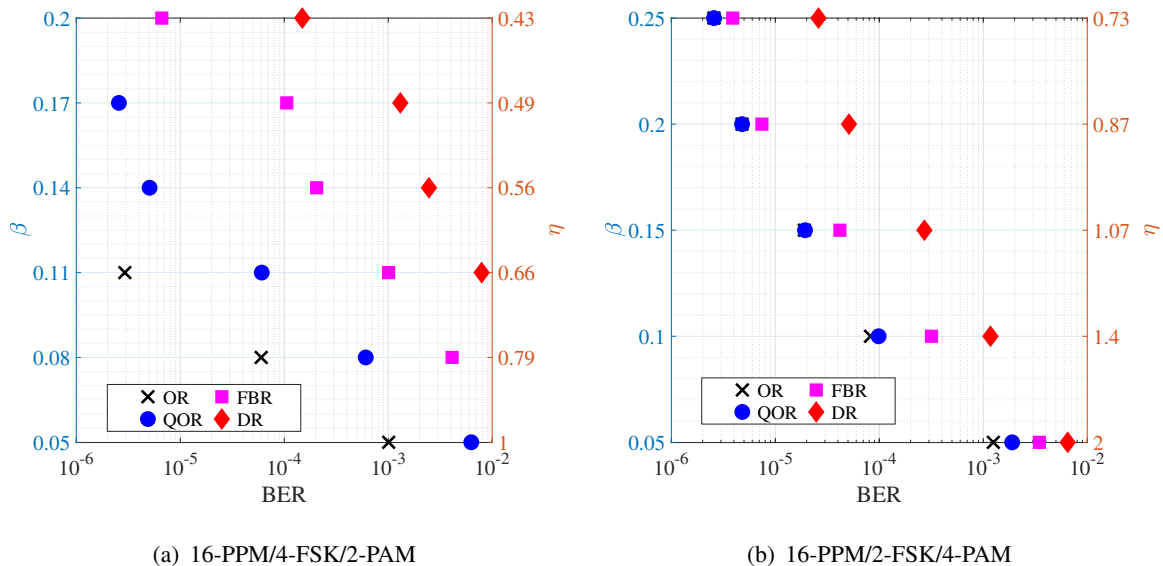 0.2
0.17
0.14
0.11
0.08
0.05
β
0.43
0.49
0.56
0.66
0.79
1
η
OR
FBR
QOR
DR
10-6
10-5
10-4
10-3
10-2
BER
(a) 16-PPM/4-FSK/2-PAM
0.25
0.2
0.15
0.1
0.05
β
0.73
0.87
1.07
1.4
2
η
OR
FBR
QOR
DR
10-6
10-5
10-4
10-3
10-2
BER
(b) 16-PPM/2-FSK/4-PAM